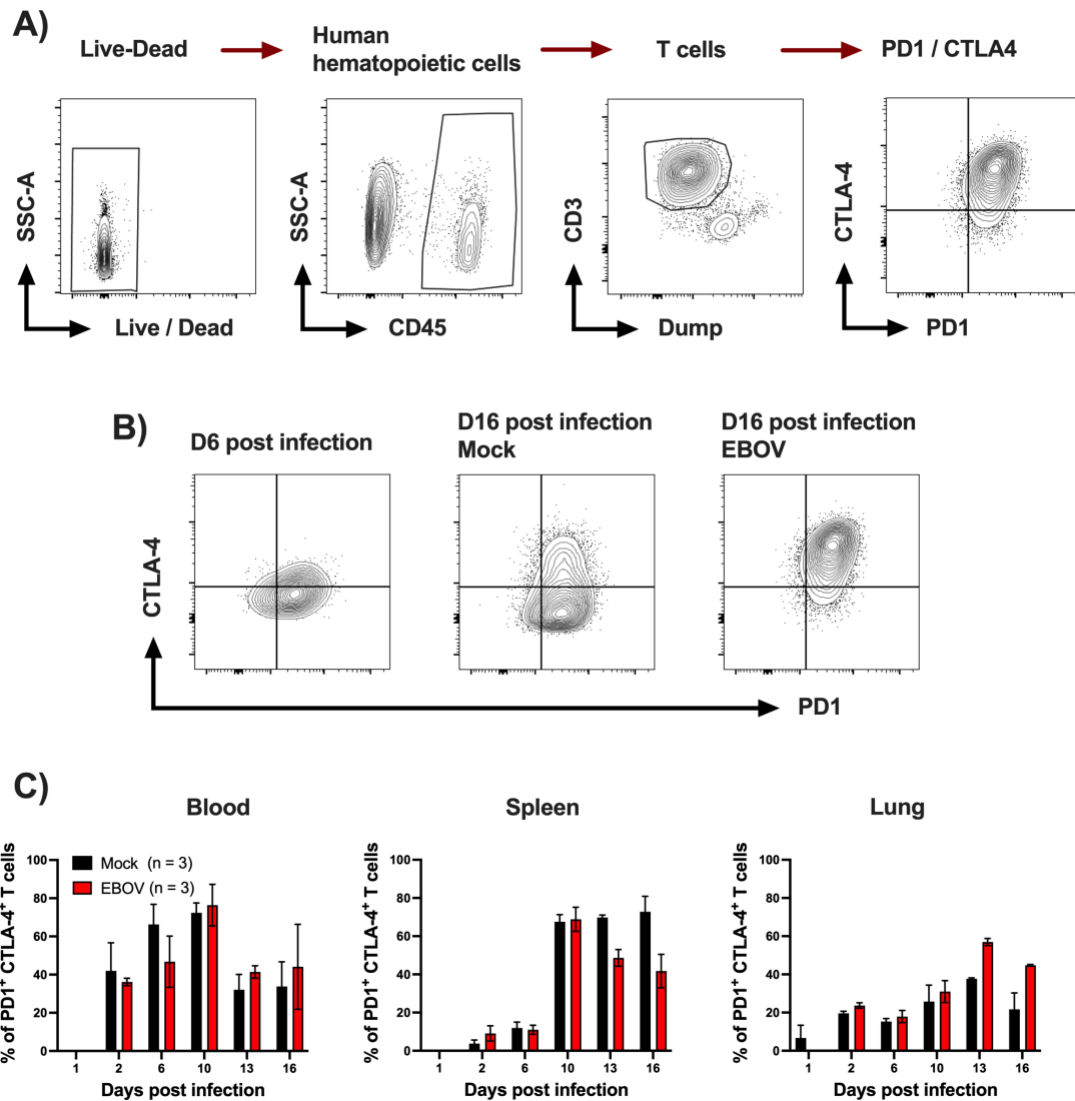 A)
Live-Dead
Human
hematopoietic cells
T cells
PD1 / CTLA4
SSC-A
Live / Dead
SSC-A
CD45
CD3
Dump
CTLA-4
PD1
B)
D6 post infection
D16 post infection
Mock
D16 post infection
EBOV
CTLA-4
PD1
C)
Blood
Spleen
Lung
% of PD1⁺ CTLA-4⁺ T cells
100
80
60
40
20
0
Mock (n = 3)
EBOV (n = 3)
1 2 6 10 13 16
Days post infection
% of PD1⁺ CTLA-4⁺ T cells
100
80
60
40
20
0
1 2 6 10 13 16
Days post infection
% of PD1⁺ CTLA-4⁺ T cells
100
80
60
40
20
0
1 2 6 10 13 16
Days post infection